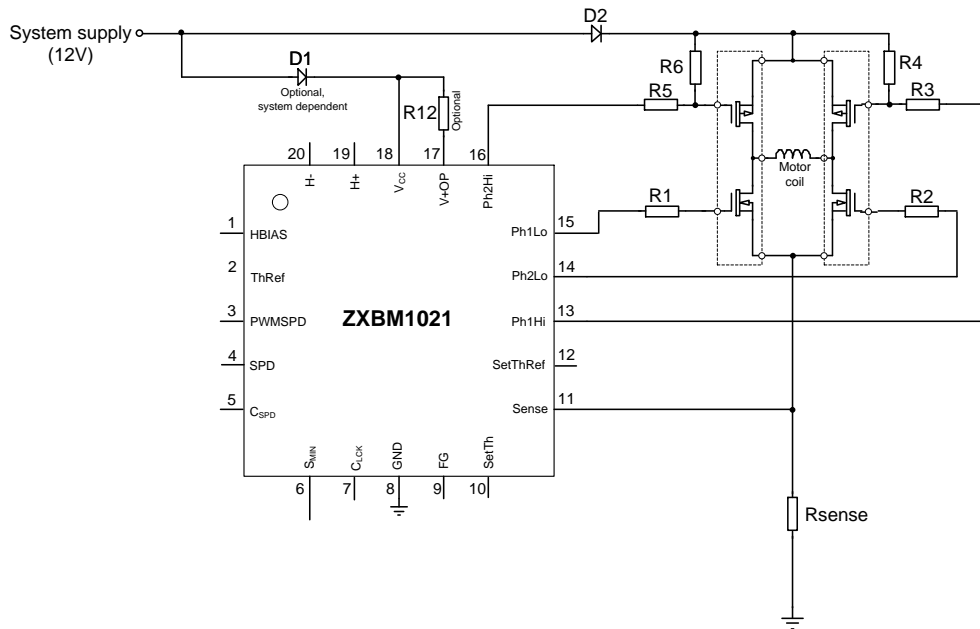 D2
System supply
(12V)
D1
Optional,
system dependent
R12
Optional
R6
R5
R4
R3
Motor
coil
R1
R2
20
19
18
17
16
H-
H+
VCC
V+OP
Ph2Hi
1
HBIAS
2
ThRef
3
PWMSPD
4
SPD
5
CSPD
ZXBM1021
Ph1Lo
15
Ph2Lo
14
Ph1Hi
13
SetThRef
12
Sense
11
SMIN
CLCK
GND
FG
SetTh
6
7
8
9
10
Rsense